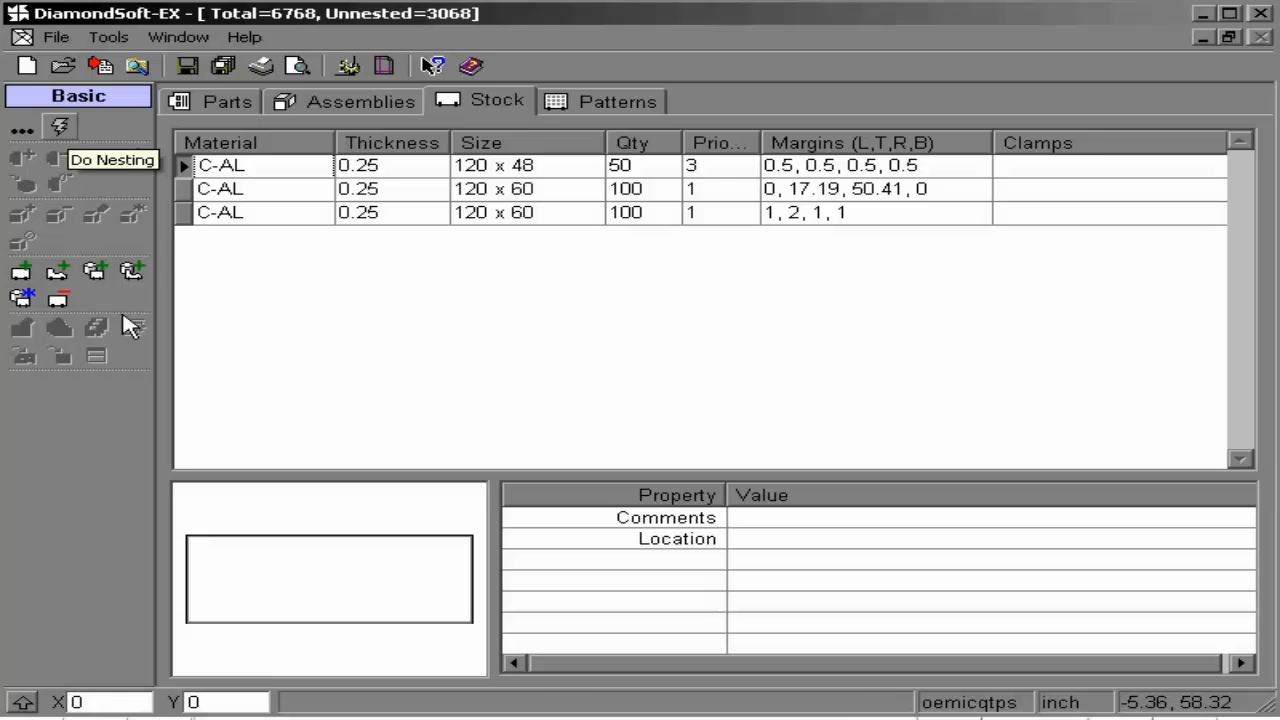 DiamondSoft-EX - [ Total=6768, Unnested=3068]
File Tools Window Help
Basic
Do Nesting
Parts Assemblies Stock Patterns
Material Thickness Size Qty Prio... Margins (L,T,R,B) Clamps
C-AL 0.25 120 x 48 50 3 0.5, 0.5, 0.5, 0.5
C-AL 0.25 120 x 60 100 1 0, 17.19, 50.41, 0
C-AL 0.25 120 x 60 100 1 1, 2, 1, 1
Property Value
Comments
Location
X 0 Y 0 oemicqtps inch -5.36, 58.32